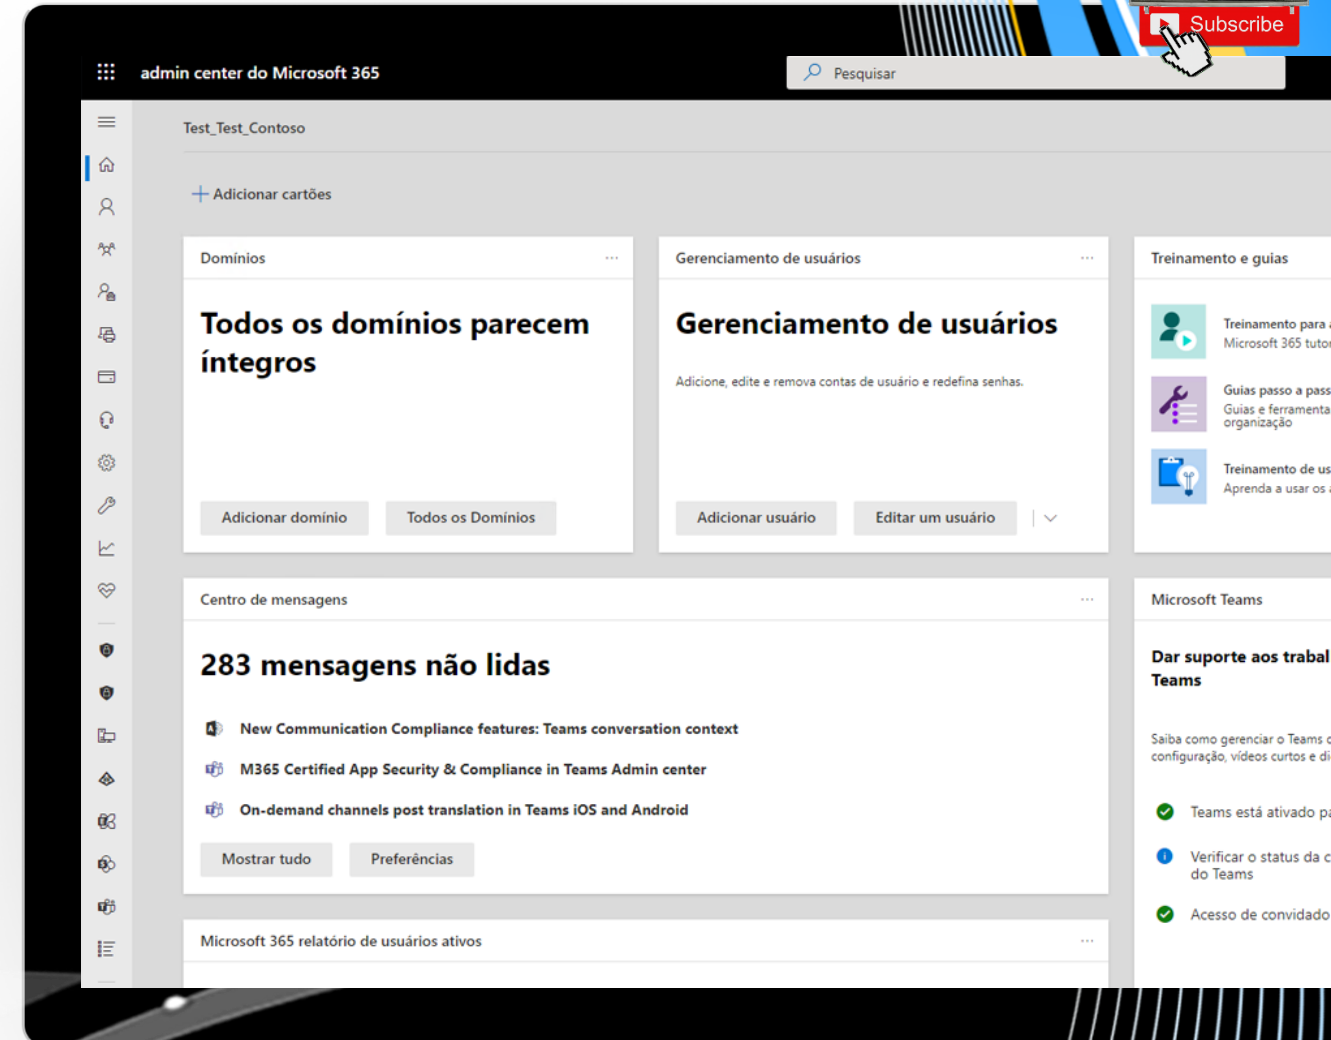 Subscribe
admin center do Microsoft 365
Pesquisar
Test_Test_Contoso
Adicionar cartões
Domínios
Todos os domínios parecem
íntegros
Adicionar domínio
Todos os Domínios
Gerenciamento de usuários
Gerenciamento de usuários
Adicione, edite e remova contas de usuário e redefina senhas.
Adicionar usuário
Editar um usuário
Treinamento e guias
Treinamento para
Microsoft 365
Guias passo a
Guias e
organização
Treinamento de
Aprenda a usar os
Centro de mensagens
283 mensagens não lidas
New Communication Compliance features: Teams conversation context
M365 Certified App Security & Compliance in Teams Admin center
On-demand channels post translation in Teams iOS and Android
Mostrar tudo
Preferências
Microsoft Teams
Dar suporte aos
Teams
Saiba como gerenciar o Teams
configuração, vídeos curtos e
Teams está ativado
Verificar o status da
do Teams
Acesso de convidado
Microsoft 365 relatório de usuários ativos